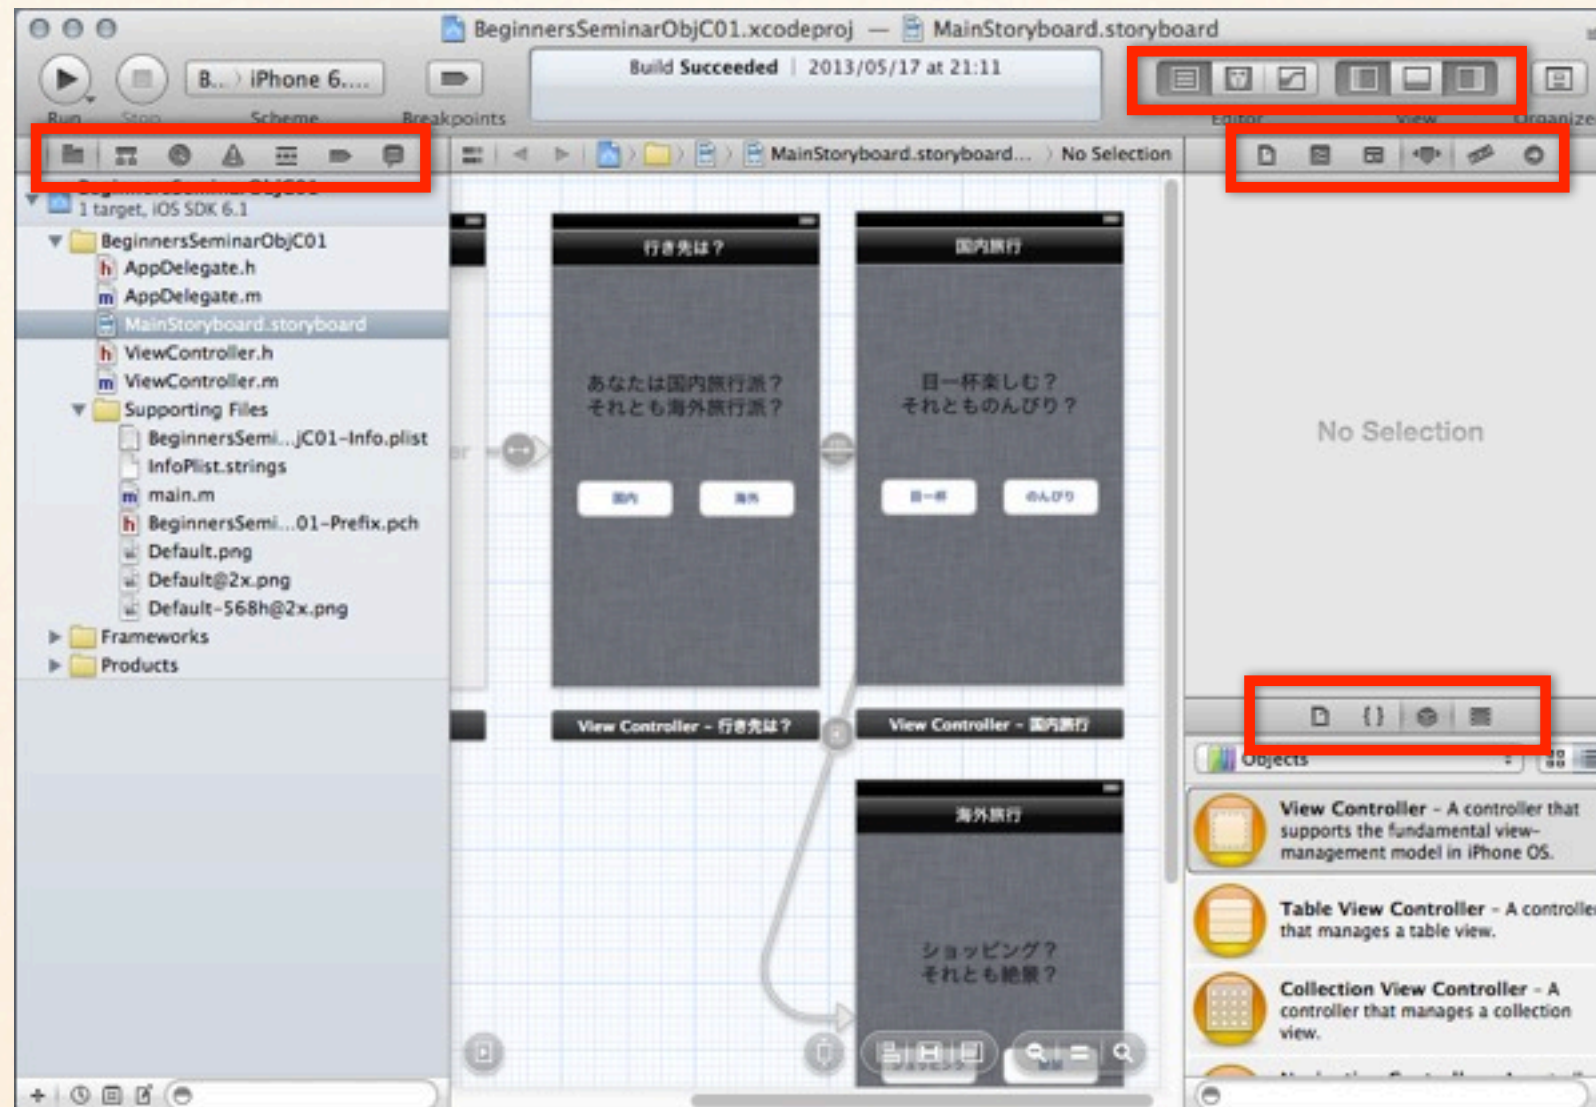 BeginnersSeminarObjC01.xcodeproj — MainStoryboard.storyboard
B... iPhone 6....
Build Succeeded | 2013/05/17 at 21:11
Run Stop Scheme Breakpoints Editor View Organizer
MainStoryboard.storyboard... No Selection
BeginnersSeminarObjC01
1 target, iOS SDK 6.1
BeginnersSeminarObjC01
AppDelegate.h
AppDelegate.m
MainStoryboard.storyboard
ViewController.h
ViewController.m
Supporting Files
BeginnersSemi...jC01-Info.plist
InfoPlist.strings
main.m
BeginnersSemi...01-Prefix.pch
Default.png
Default@2x.png
Default-568h@2x.png
Frameworks
Products
行き先は？
あなたは国内旅行派？
それとも海外旅行派？
国内 海外
View Controller - 行き先は？
国内旅行
目一杯楽しむ？
それとものんびり？
目一杯 のんびり
View Controller - 国内旅行
海外旅行
ショッピング？
それとも絶景？
ショッピング
No Selection
Objects
View Controller - A controller that
supports the fundamental view-
management model in iPhone OS.
Table View Controller - A controller
that manages a table view.
Collection View Controller - A
controller that manages a collection
view.